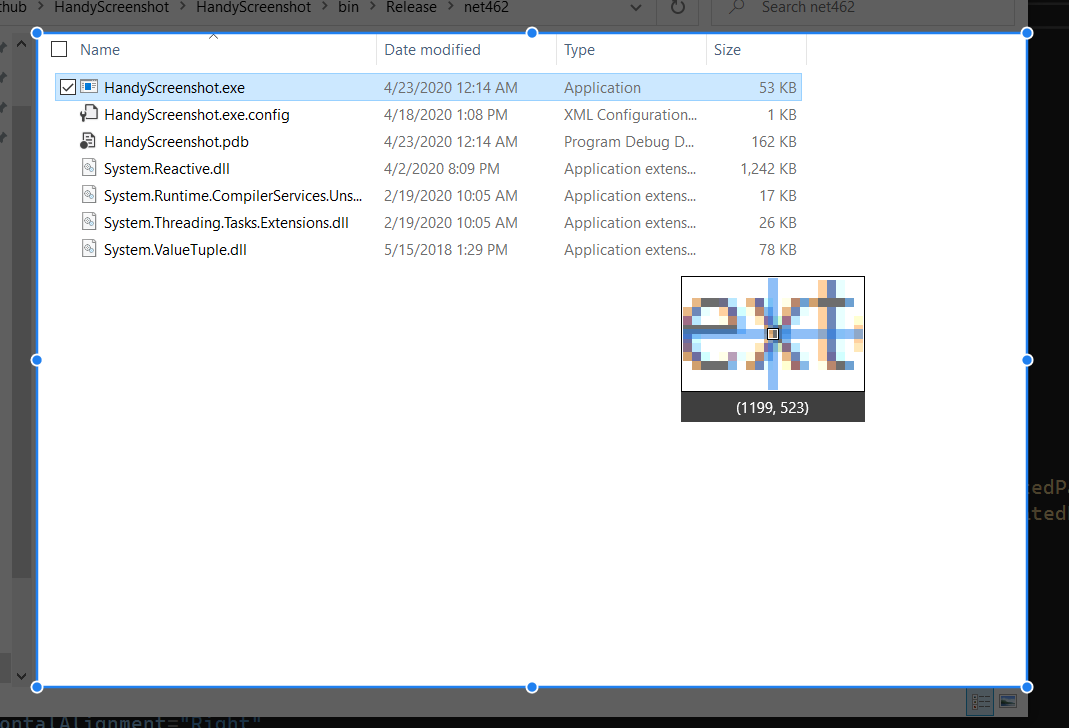 thub > HandyScreenshot > HandyScreenshot > bin > Release > net462 Search net462
Name Date modified Type Size
HandyScreenshot.exe 4/23/2020 12:14 AM Application 53 KB
HandyScreenshot.exe.config 4/18/2020 1:08 PM XML Configuration... 1 KB
HandyScreenshot.pdb 4/23/2020 12:14 AM Program Debug D... 162 KB
System.Reactive.dll 4/2/2020 8:09 PM Application extens... 1,242 KB
System.Runtime.CompilerServices.Uns... 2/19/2020 10:05 AM Application extens... 17 KB
System.Threading.Tasks.Extensions.dll 2/19/2020 10:05 AM Application extens... 26 KB
System.ValueTuple.dll 5/15/2018 1:29 PM Application extens... 78 KB
ext
(1199, 523)
tedPa
ted
ontalAlignment="Right"